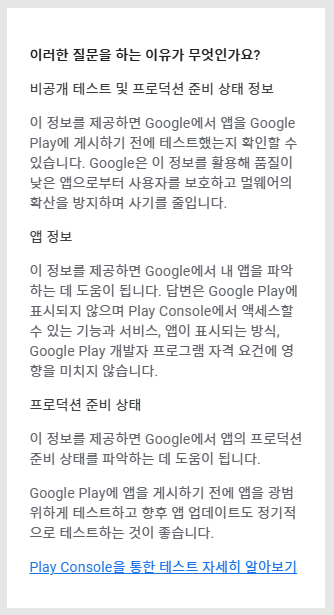 이러한 질문을 하는 이유가 무엇인가요?
비공개 테스트 및 프로덕션 준비 상태 정보
이 정보를 제공하면 Google에서 앱을 Google
Play에 게시하기 전에 테스트했는지 확인할 수
있습니다. Google은 이 정보를 활용해 품질이
낮은 앱으로부터 사용자를 보호하고 멀웨어의
확산을 방지하며 사기를 줄입니다.
앱 정보
이 정보를 제공하면 Google에서 내 앱을 파악
하는 데 도움이 됩니다. 답변은 Google Play에
표시되지 않으며 Play Console에서 액세스할
수 있는 기능과 서비스, 앱이 표시되는 방식,
Google Play 개발자 프로그램 자격 요건에 영
향을 미치지 않습니다.
프로덕션 준비 상태
이 정보를 제공하면 Google에서 앱의 프로덕션
준비 상태를 파악하는 데 도움이 됩니다.
Google Play에 앱을 게시하기 전에 앱을 광범
위하게 테스트하고 향후 앱 업데이트도 정기적
으로 테스트하는 것이 좋습니다.
Play Console을 통한 테스트 자세히 알아보기